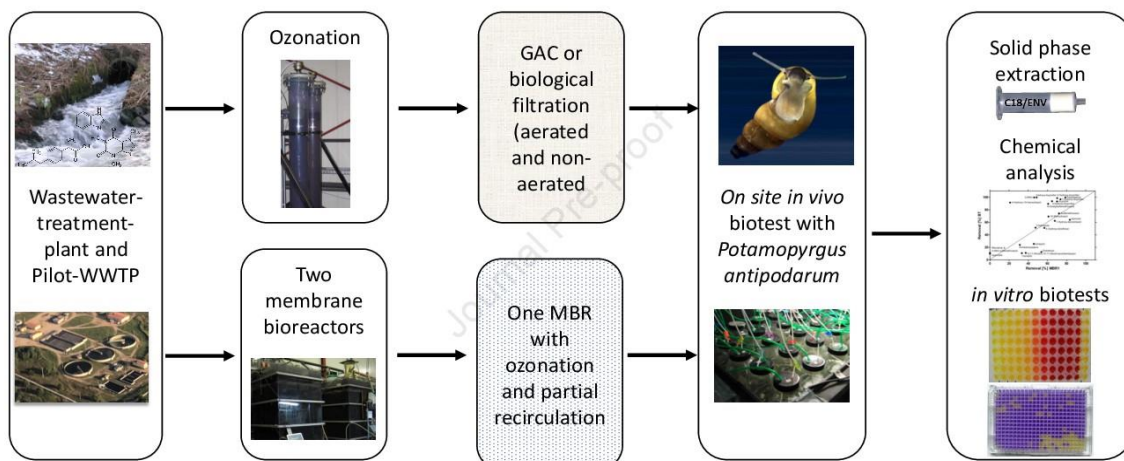 Wastewater-
treatment-
plant and
Pilot-WWTP
Ozonation
Two
membrane
bioreactors
GAC or
biological
filtration
(aerated
and non-
aerated
One MBR
with
ozonation
and partial
recirculation
On site in vivo
biotest with
Potamopyrgus
antipodarum
Solid phase
extraction
C18/ENV
Chemical
analysis
in vitro biotests
Journal Pre-proof